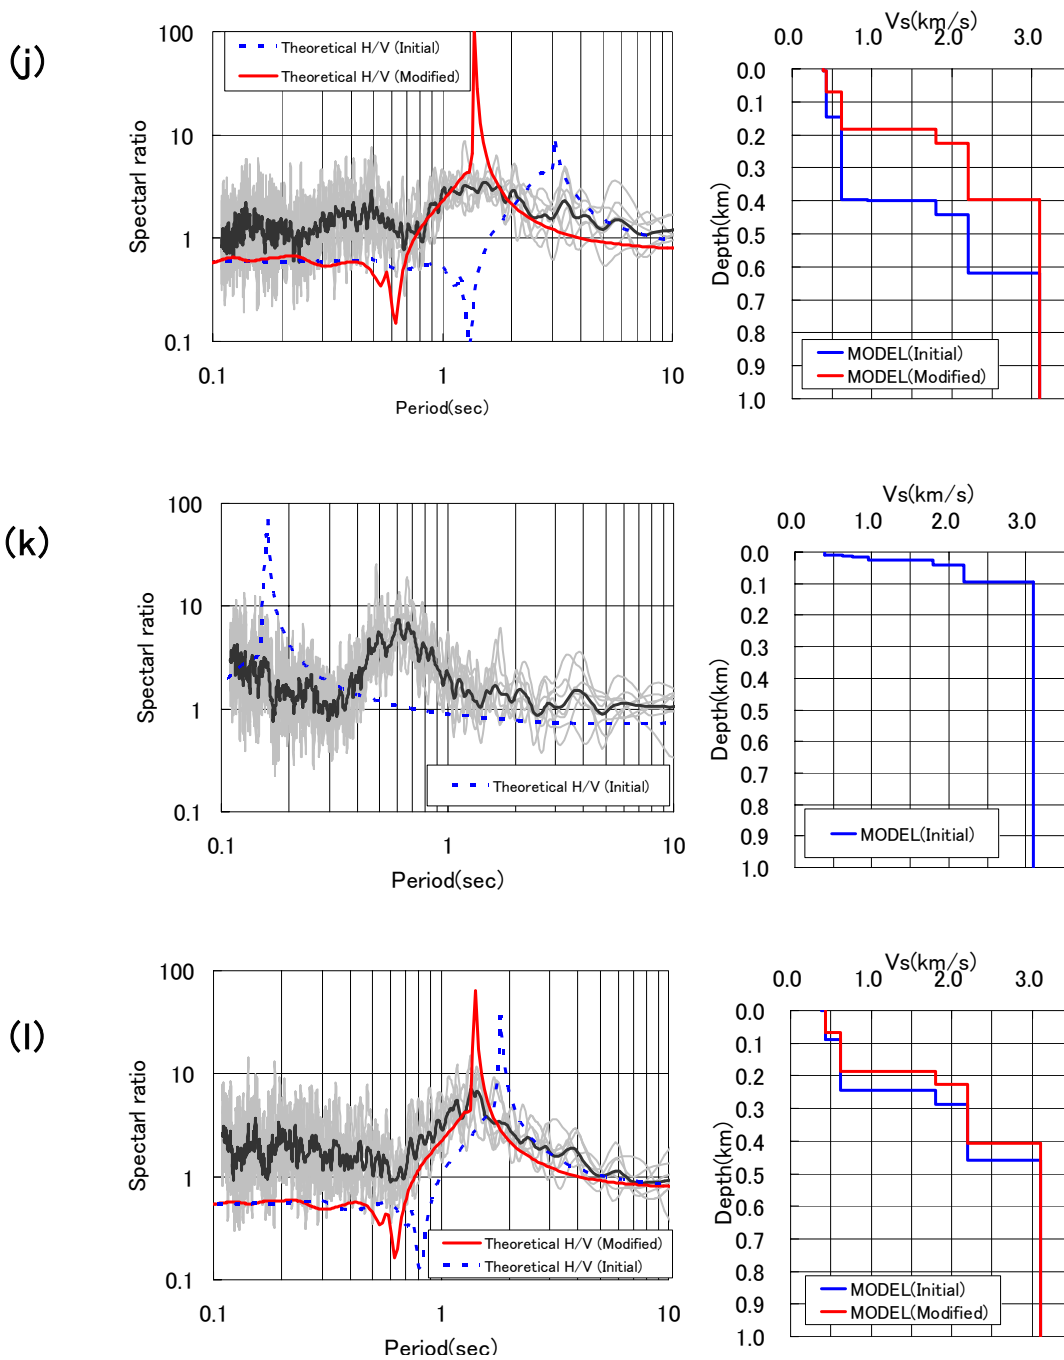 (j)
100
10
1
0.1
Spectarl ratio
Theoretical H/V (Initial)
Theoretical H/V (Modified)
0.1 1 10
Period(sec)
Vs(km/s)
0.0 1.0 2.0 3.0
Depth(km)
0.0
0.1
0.2
0.3
0.4
0.5
0.6
0.7
0.8
0.9
1.0
MODEL(Initial)
MODEL(Modified)
(k)
100
10
1
0.1
Spectarl ratio
Theoretical H/V (Initial)
0.1 1 10
Period(sec)
Vs(km/s)
0.0 1.0 2.0 3.0
Depth(km)
0.0
0.1
0.2
0.3
0.4
0.5
0.6
0.7
0.8
0.9
1.0
MODEL(Initial)
(l)
100
10
1
0.1
Spectarl ratio
Theoretical H/V (Modified)
Theoretical H/V (Initial)
0.1 1 10
Period(sec)
Vs(km/s)
0.0 1.0 2.0 3.0
Depth(km)
0.0
0.1
0.2
0.3
0.4
0.5
0.6
0.7
0.8
0.9
1.0
MODEL(Initial)
MODEL(Modified)